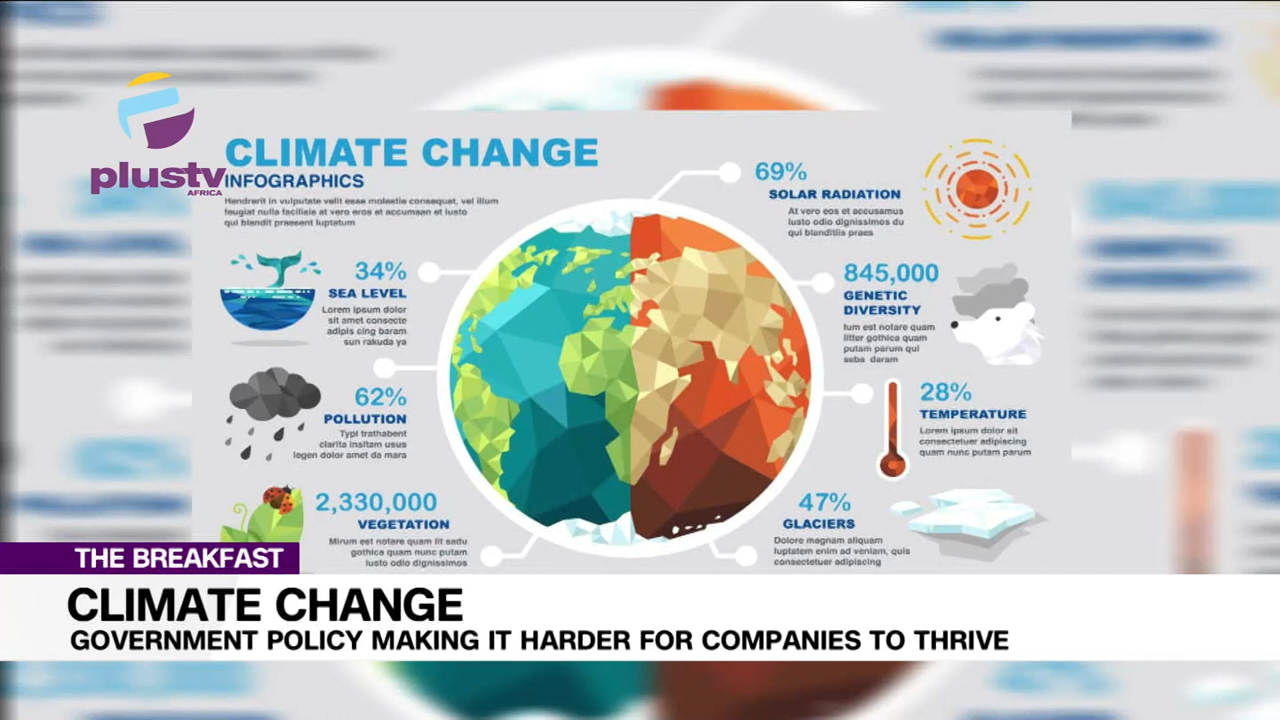 plustv
AFRICA
CLIMATE CHANGE
INFOGRAPHICS
Hendrerit in vulputate velit esse molestie consequat, vel illum
feugiat nulla facilisis at vero eros et accumsan et iusto
qui blandit praesent luptatum
34%
SEA LEVEL
Lorem ipsum dolor
sit amet consecte
adipis cing baram
sun rakuda ya
62%
POLLUTION
Typi trathabent
clarita insitam usus
legen dolor amet da mara
2,330,000
VEGETATION
Mirum est notare quam lit sadu
gothica quam nunc putam
iusto odio dignissimos
69%
SOLAR RADIATION
At vero eos et accusamus
iusto odio dignissimos du
qui blanditiis praes
845,000
GENETIC
DIVERSITY
Ium est notare quam
litter gothica quam
putam parum qui
seba daram
28%
TEMPERATURE
Lorem ipsum dolor sit
consectetuer adipiscing
quam nunc putam parum
47%
GLACIERS
Dolore magnam aliquam
luptatem enim ad veniam, quis
consectetuer adipiscing
THE BREAKFAST
CLIMATE CHANGE
GOVERNMENT POLICY MAKING IT HARDER FOR COMPANIES TO THRIVE